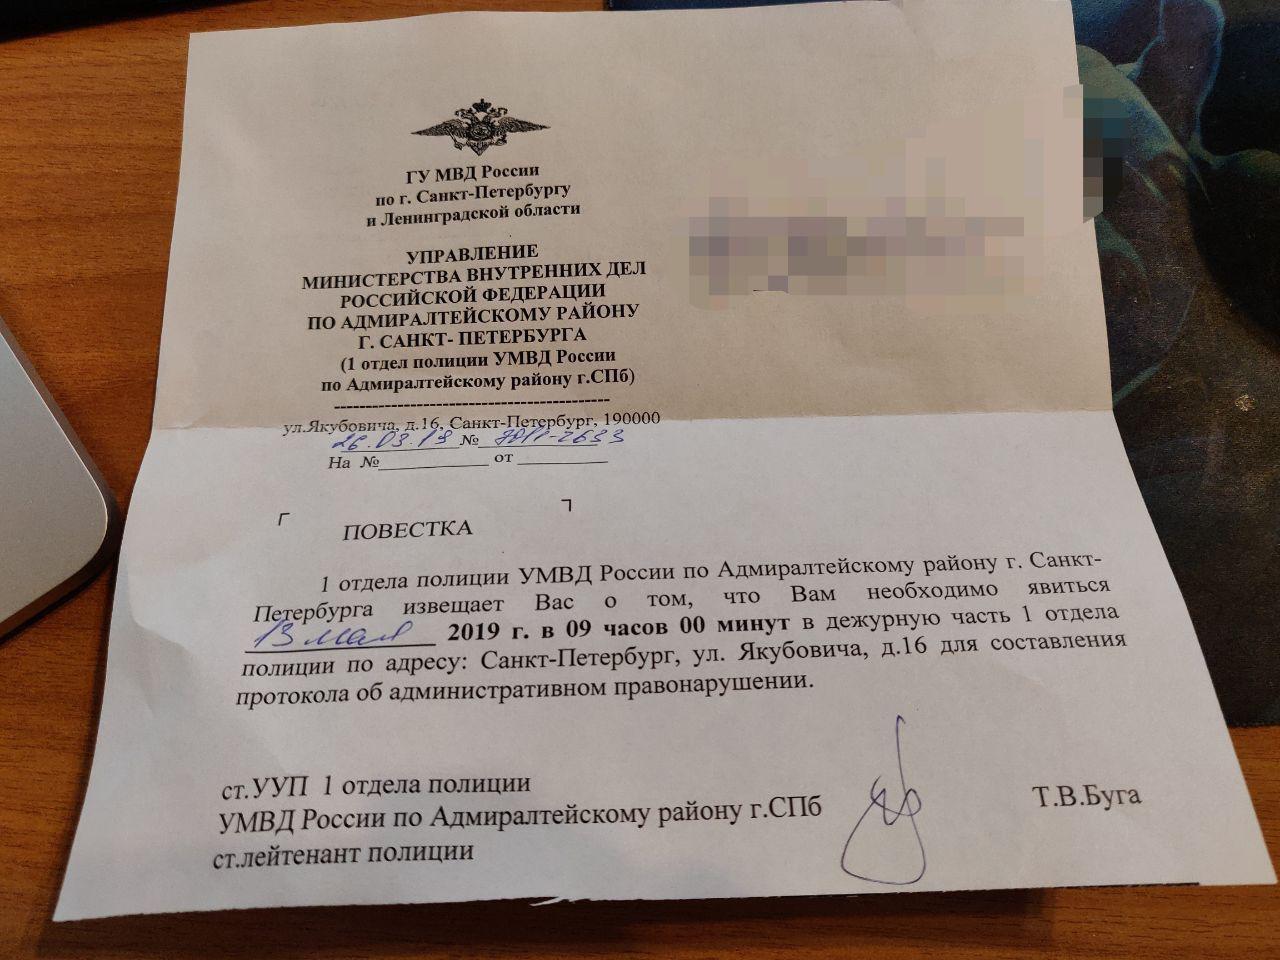 ГУ МВД России
по г. Санкт-Петербургу
и Ленинградской области
УПРАВЛЕНИЕ
МИНИСТЕРСТВА ВНУТРЕННИХ ДЕЛ
РОССИЙСКОЙ ФЕДЕРАЦИИ
ПО АДМИРАЛТЕЙСКОМУ РАЙОНУ
Г. САНКТ- ПЕТЕРБУРГА
(1 отдел полиции УМВД России
по Адмиралтейскому району г.СПб)
ул.Якубовича, д.16, Санкт-Петербург, 190000
26.03.19 №
На № от
ПОВЕСТКА
1 отдела полиции УМВД России по Адмиралтейскому району г. Санкт-
Петербурга извещает Вас о том, что Вам необходимо явиться
13 мая 2019 г. в 09 часов 00 минут в дежурную часть 1 отдела
полиции по адресу: Санкт-Петербург, ул. Якубовича, д.16 для составления
протокола об административном правонарушении.
ст.УУП 1 отдела полиции
УМВД России по Адмиралтейскому району г.СПб Т.В.Буга
ст.лейтенант полиции